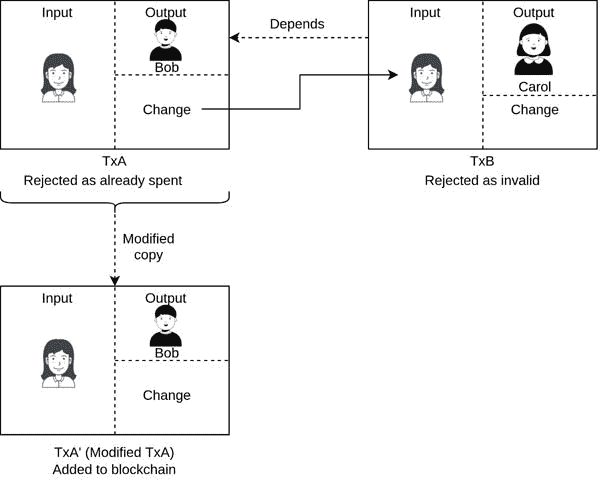 Input
Output
Bob
Change
TxA
Rejected as already spent
Depends
Input
Output
Carol
Change
TxB
Rejected as invalid
Modified
copy
Input
Output
Bob
Change
TxA' (Modified TxA)
Added to blockchain